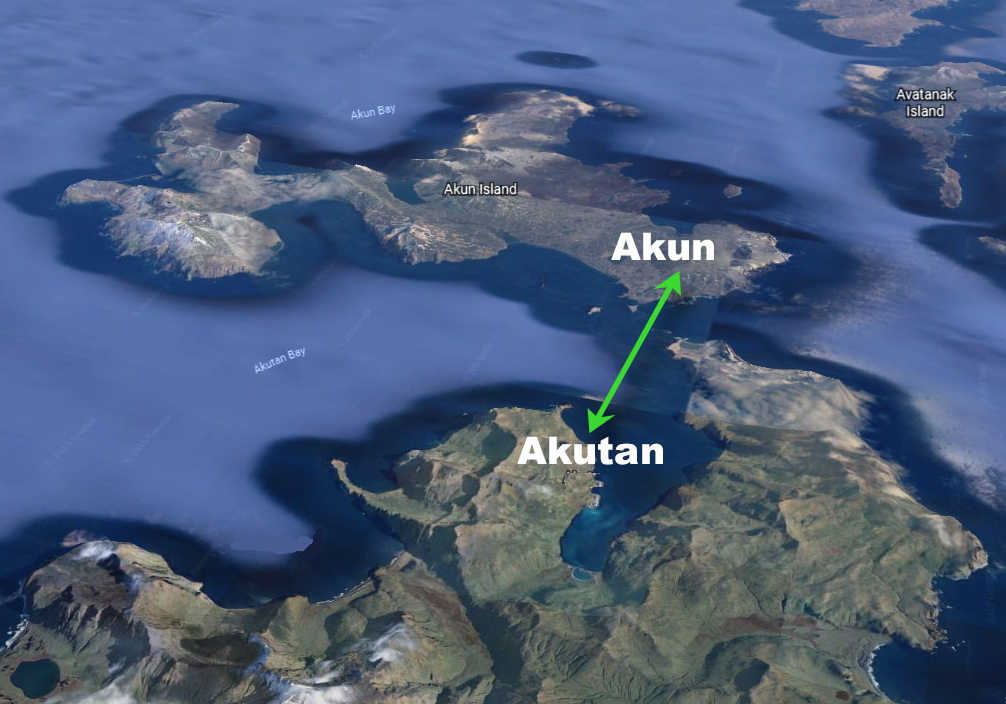 Akun Bay
Avatanak
Island
Akun Island
Akun
Akutan Bay
Akutan